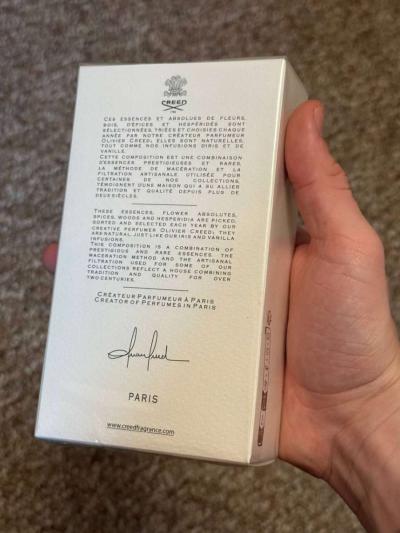 CREED
CES ESSENCES ET ABSOLUES DE FLEURS,
BOIS, D'ÉPICES ET HESPÉRIDÉS SONT
SÉLECTIONNÉES, TRIÉES ET CHOISIES CHAQUE
ANNÉE PAR NOTRE CRÉATEUR PARFUMEUR
OLIVIER CREED; ELLES SONT NATURELLES,
TOUT COMME NOS INFUSIONS D'IRIS ET DE
VANILLE.
CETTE COMPOSITION EST UNE COMBINAISON
D'ESSENCES PRESTIGIEUSES ET RARES,
LA MÉTHODE DE MACÉRATION ET LA
FILTRATION ARTISANALE UTILISÉE POUR
CERTAINES DE NOS COLLECTIONS,
TÉMOIGNENT D'UNE MAISON QUI A SU ALLIER
TRADITION ET QUALITÉ DEPUIS PLUS DE
DEUX SIÈCLES.
THESE ESSENCES, FLOWER ABSOLUTES,
SPICES, WOODS AND HESPERIDIA ARE PICKED,
SORTED AND SELECTED EACH YEAR BY OUR
CREATIVE PERFUMER OLIVIER CREED; THEY
ARE NATURAL JUST LIKE OUR IRIS AND VANILLA
INFUSIONS.
THIS COMPOSITION IS A COMBINATION OF
PRESTIGIOUS AND RARE ESSENCES. THE
MACERATION METHOD AND THE ARTISANAL
FILTRATION USED FOR SOME OF OUR
COLLECTIONS REFLECT A HOUSE COMBINING
TRADITION AND QUALITY FOR OVER
TWO CENTURIES.
CRÉATEUR PARFUMEUR À PARIS
CREATOR OF PERFUMES IN PARIS
PARIS
www.creedfragrance.com